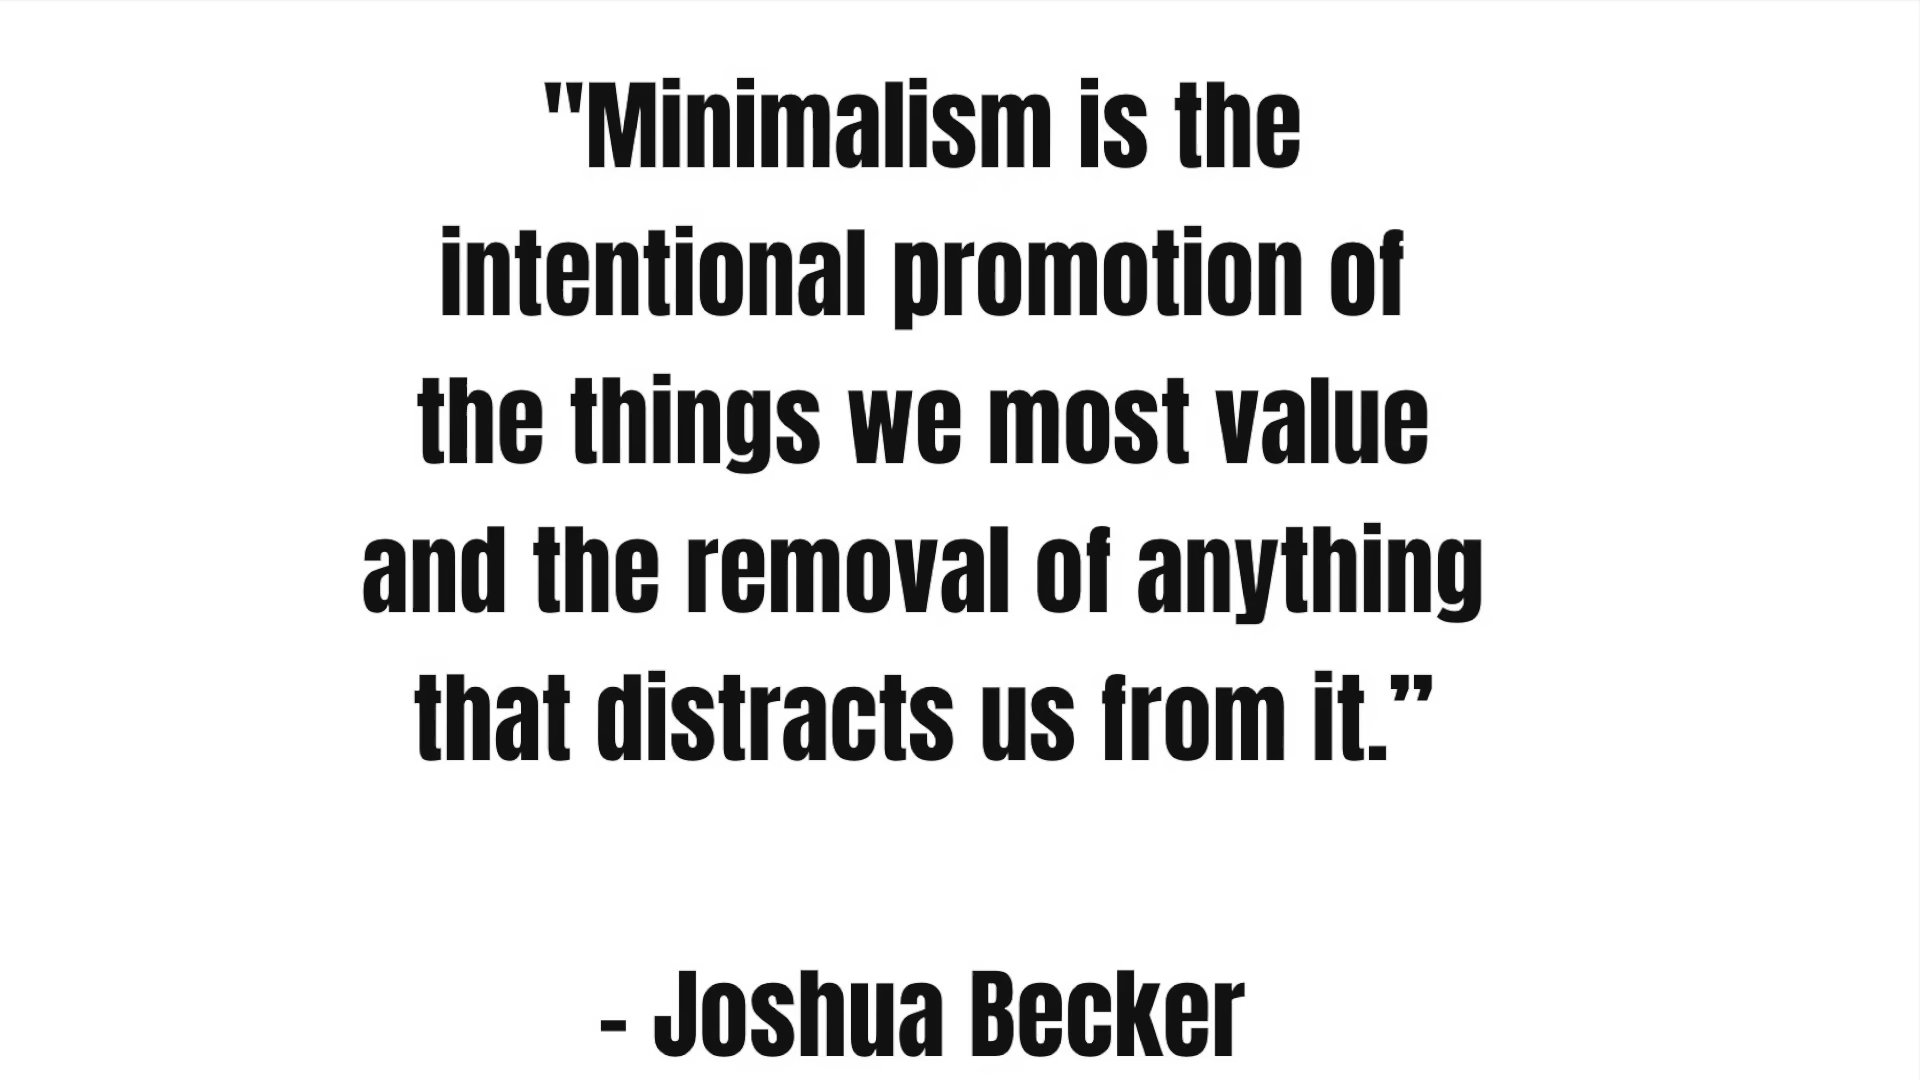 "Minimalism is the
intentional promotion of
the things we most value
and the removal of anything
that distracts us from it.”
- Joshua Becker